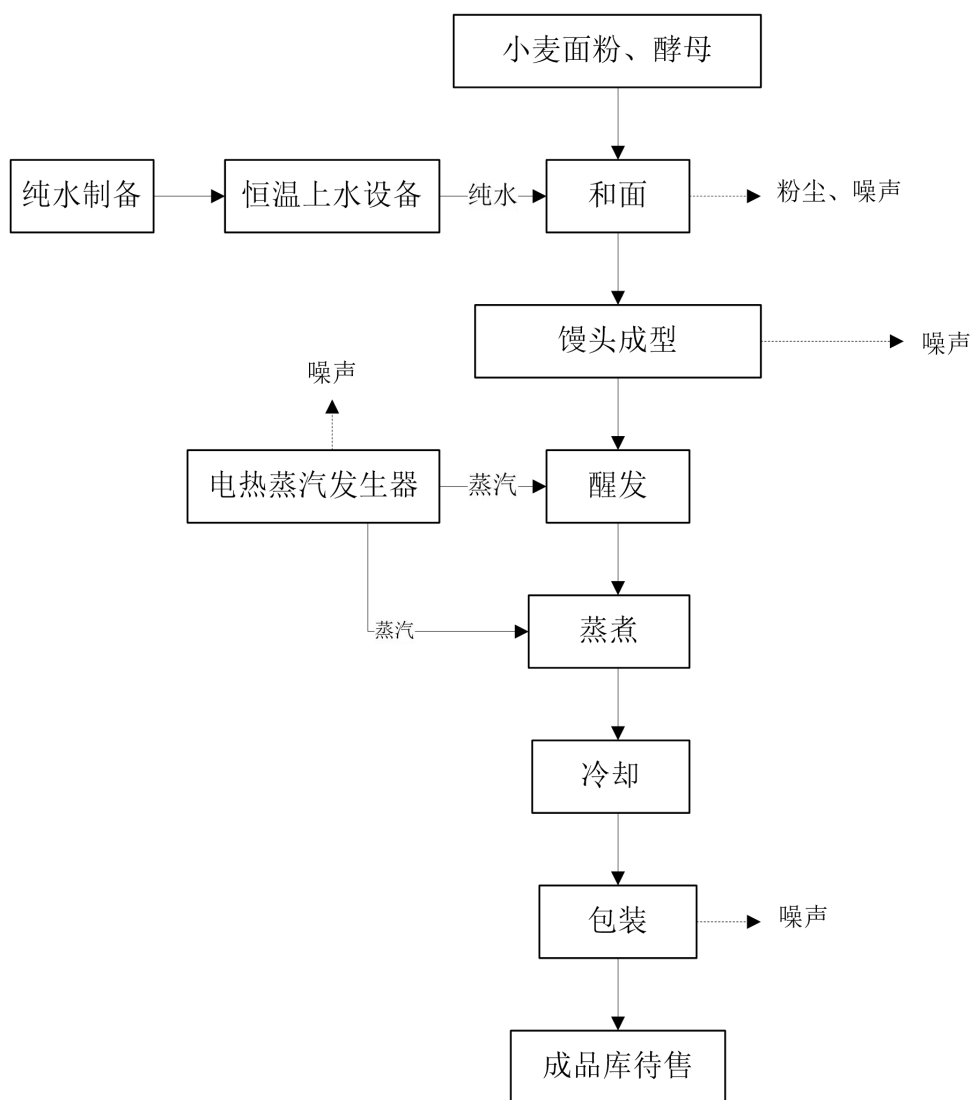 小麦面粉、酵母
纯水制备
恒温上水设备
纯水
和面
粉尘、噪声
馒头成型
噪声
噪声
电热蒸汽发生器
蒸汽
醒发
蒸汽
蒸煮
冷却
包装
噪声
成品库待售